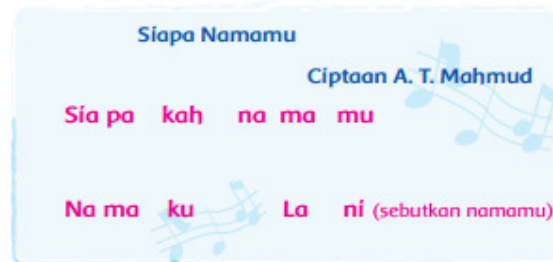 Siapa Namamu
Ciptaan A. T. Mahmud
Sia pa kah na ma mu
Na ma ku La ni (sebutkan namamu)